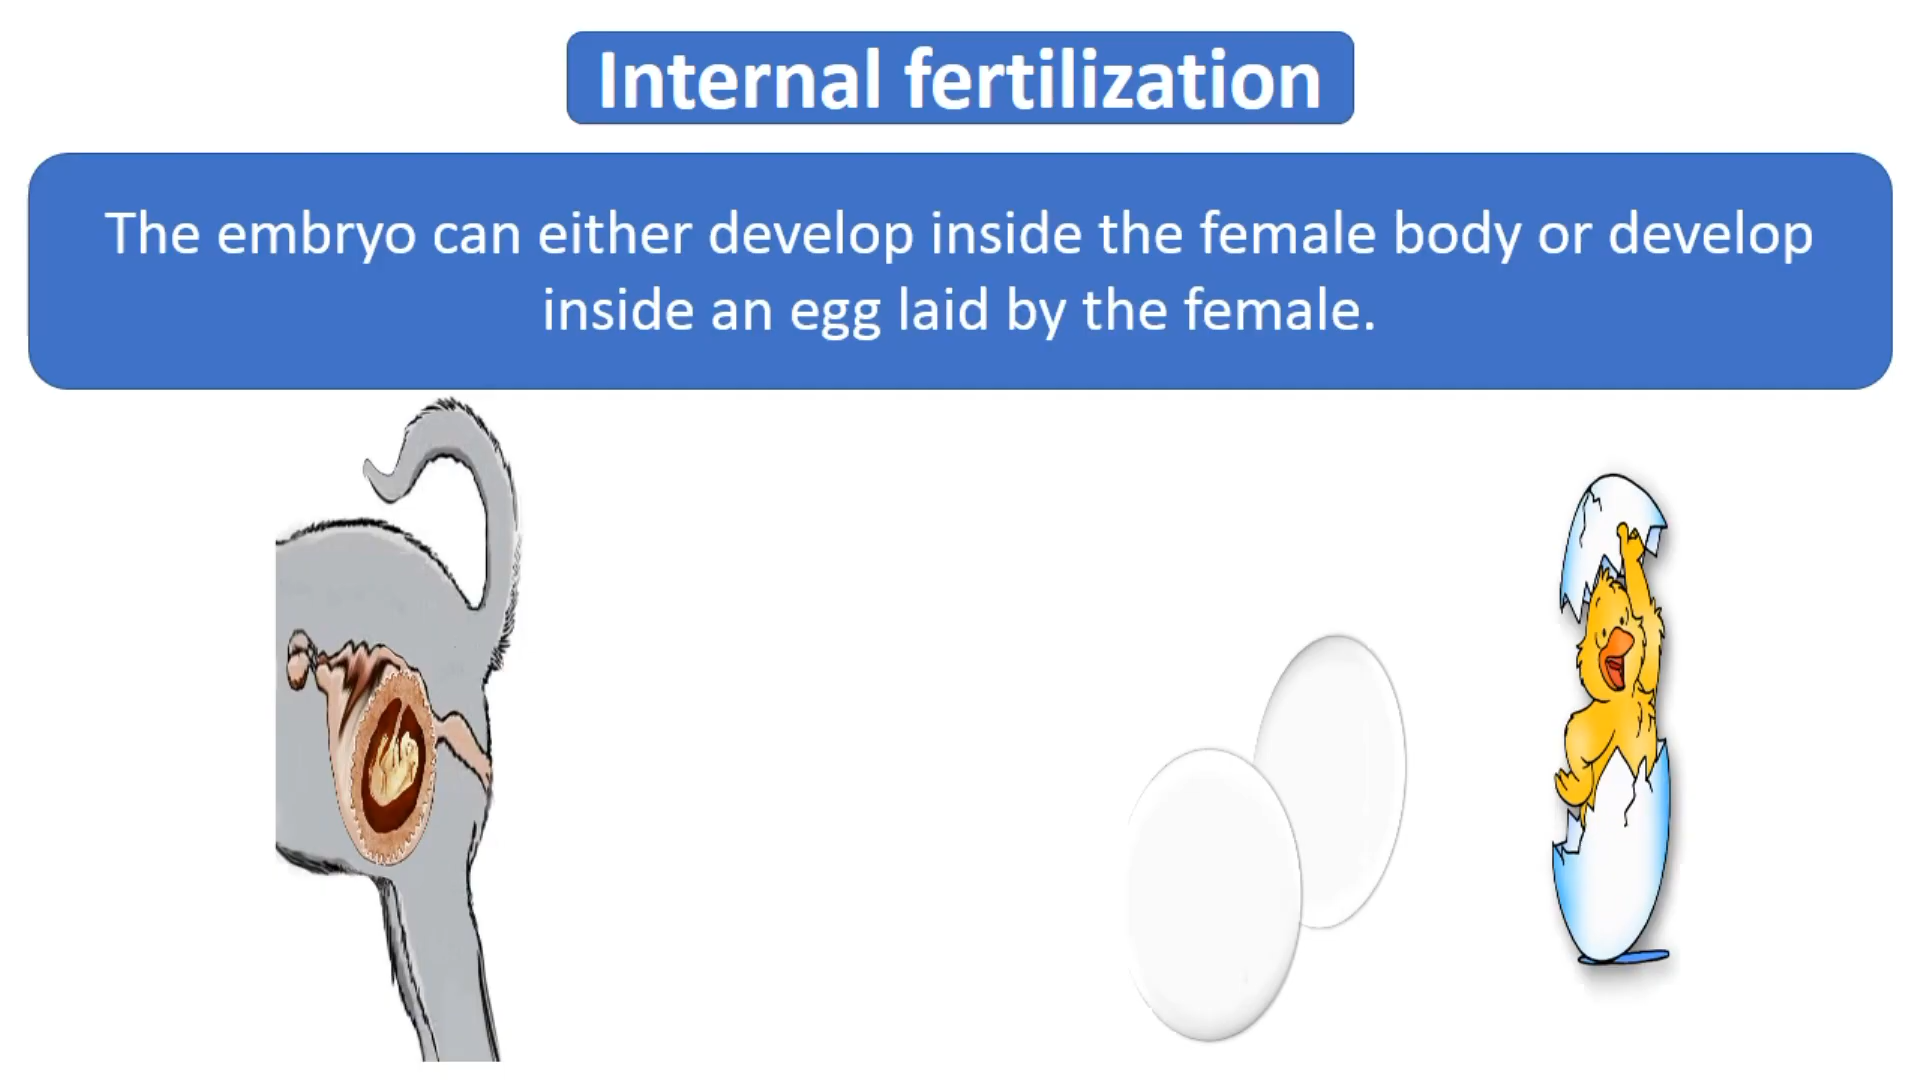 Internal fertilization
The embryo can either develop inside the female body or develop
inside an egg laid by the female.